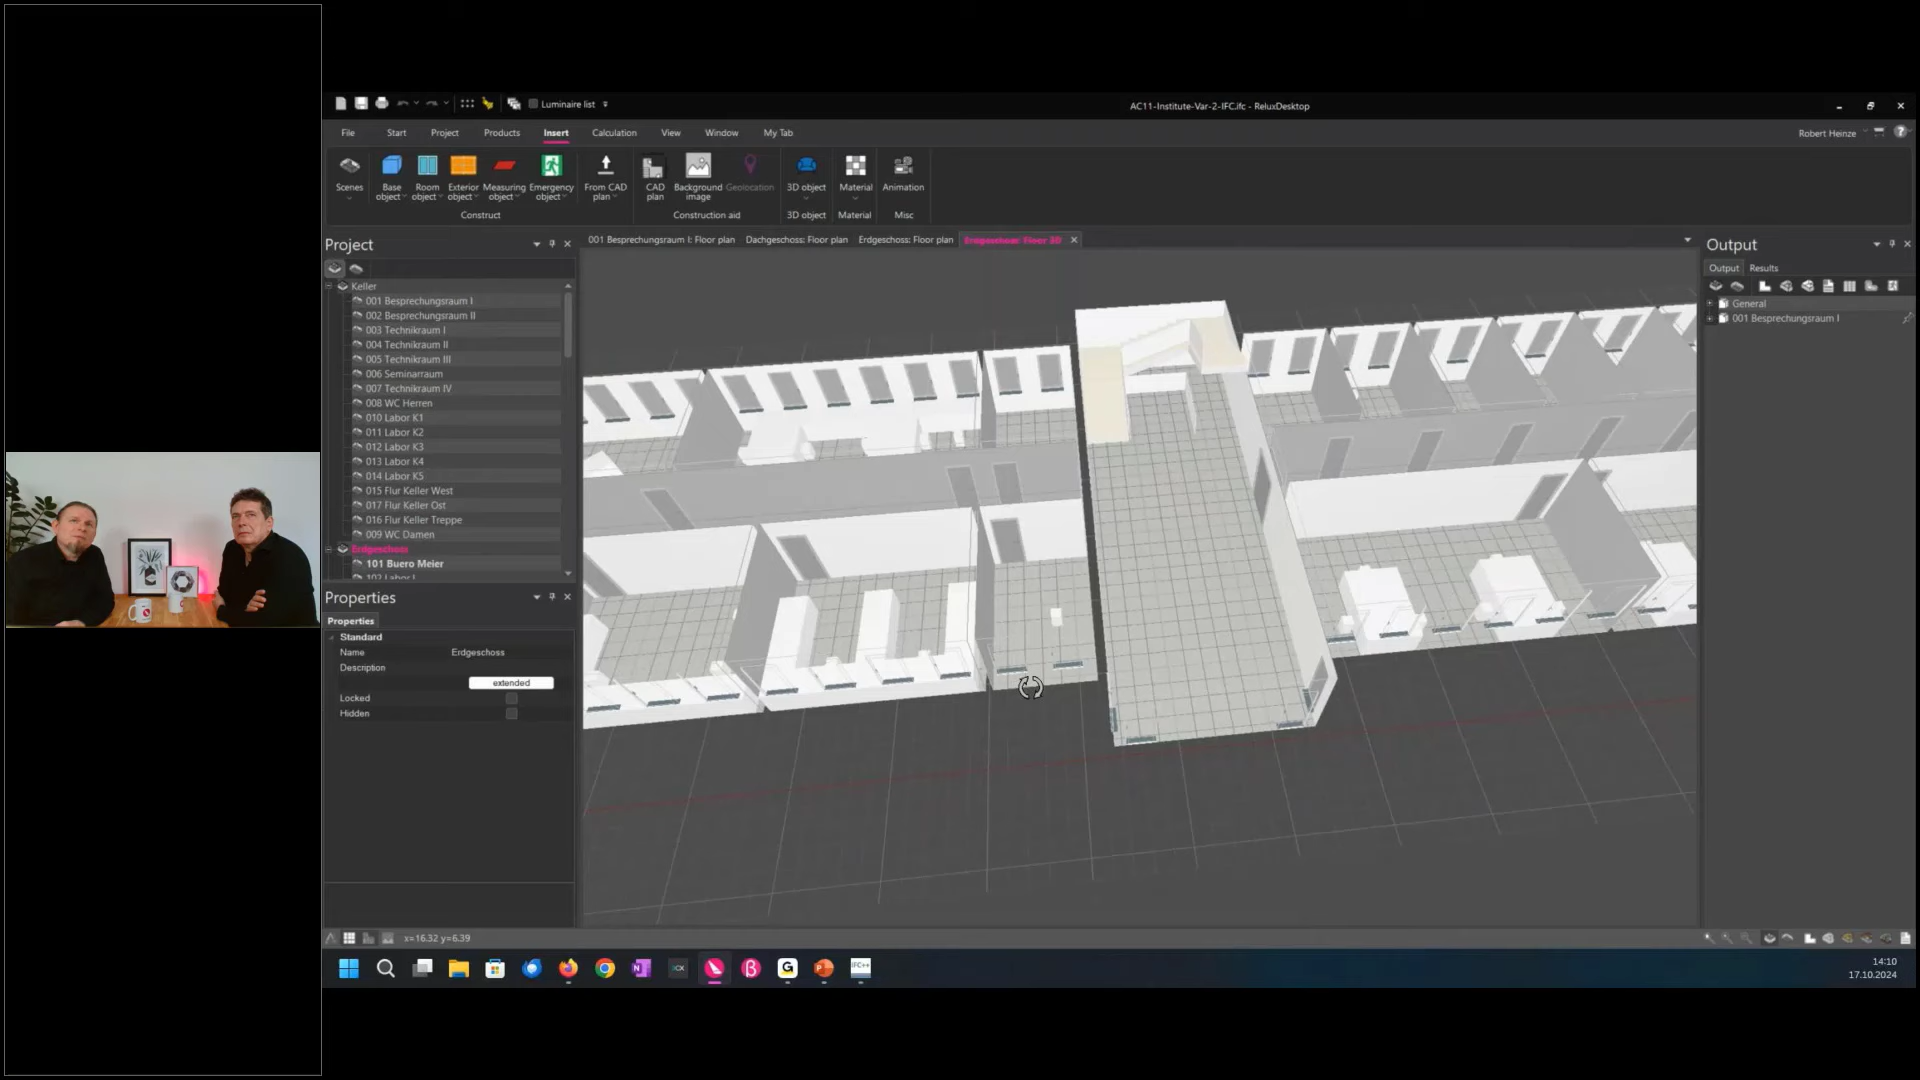 Luminaire list
AC11-Institute-Var-2-IFC.ifc - ReluxDesktop
File Start Project Products Insert Calculation View Window My Tab
Robert Heinze
Scenes
Base object
Room object
Exterior object
Measuring object
Emergency object
From CAD plan
CAD plan
Background image
Geolocation
3D object
Material
Animation
Construct
Construction aid
3D object
Material
Misc
Project
001 Besprechungsraum I: Floor plan
Dachgeschoss: Floor plan
Erdgeschoss: Floor plan
Erdgeschoss: Floor 3D
Output
Output Results
General
001 Besprechungsraum I
Keller
001 Besprechungsraum I
002 Besprechungsraum II
003 Technikraum I
004 Technikraum II
005 Technikraum III
006 Seminarraum
007 Technikraum IV
008 WC Herren
010 Labor K1
011 Labor K2
012 Labor K3
013 Labor K4
014 Labor K5
015 Flur Keller West
017 Flur Keller Ost
016 Flur Keller Treppe
009 WC Damen
Erdgeschoss
101 Buero Meier
102 Labor I
Properties
Properties
Standard
Name Erdgeschoss
Description
extended
Locked
Hidden
x=16.32 y=6.39
14:10
17.10.2024